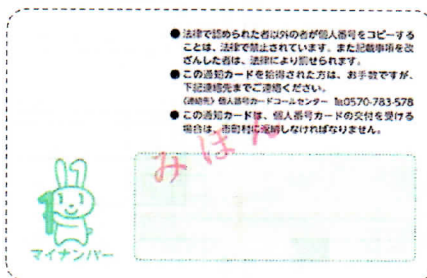 ● 法律で認められた者以外の者が個人番号をコピーする
ことは、法律で禁止されています。また記載事項を改
ざんした者は、法律により罰せられます。
● この通知カードを拾得された方は、お手数ですが、
下記連絡先までご連絡ください。
《連絡先》個人番号カードコールセンター ℡0570-783-578
● この通知カードは、個人番号カードの交付を受ける
場合は、市町村に返納しなければなりません。
みほん
1
マイナンバー